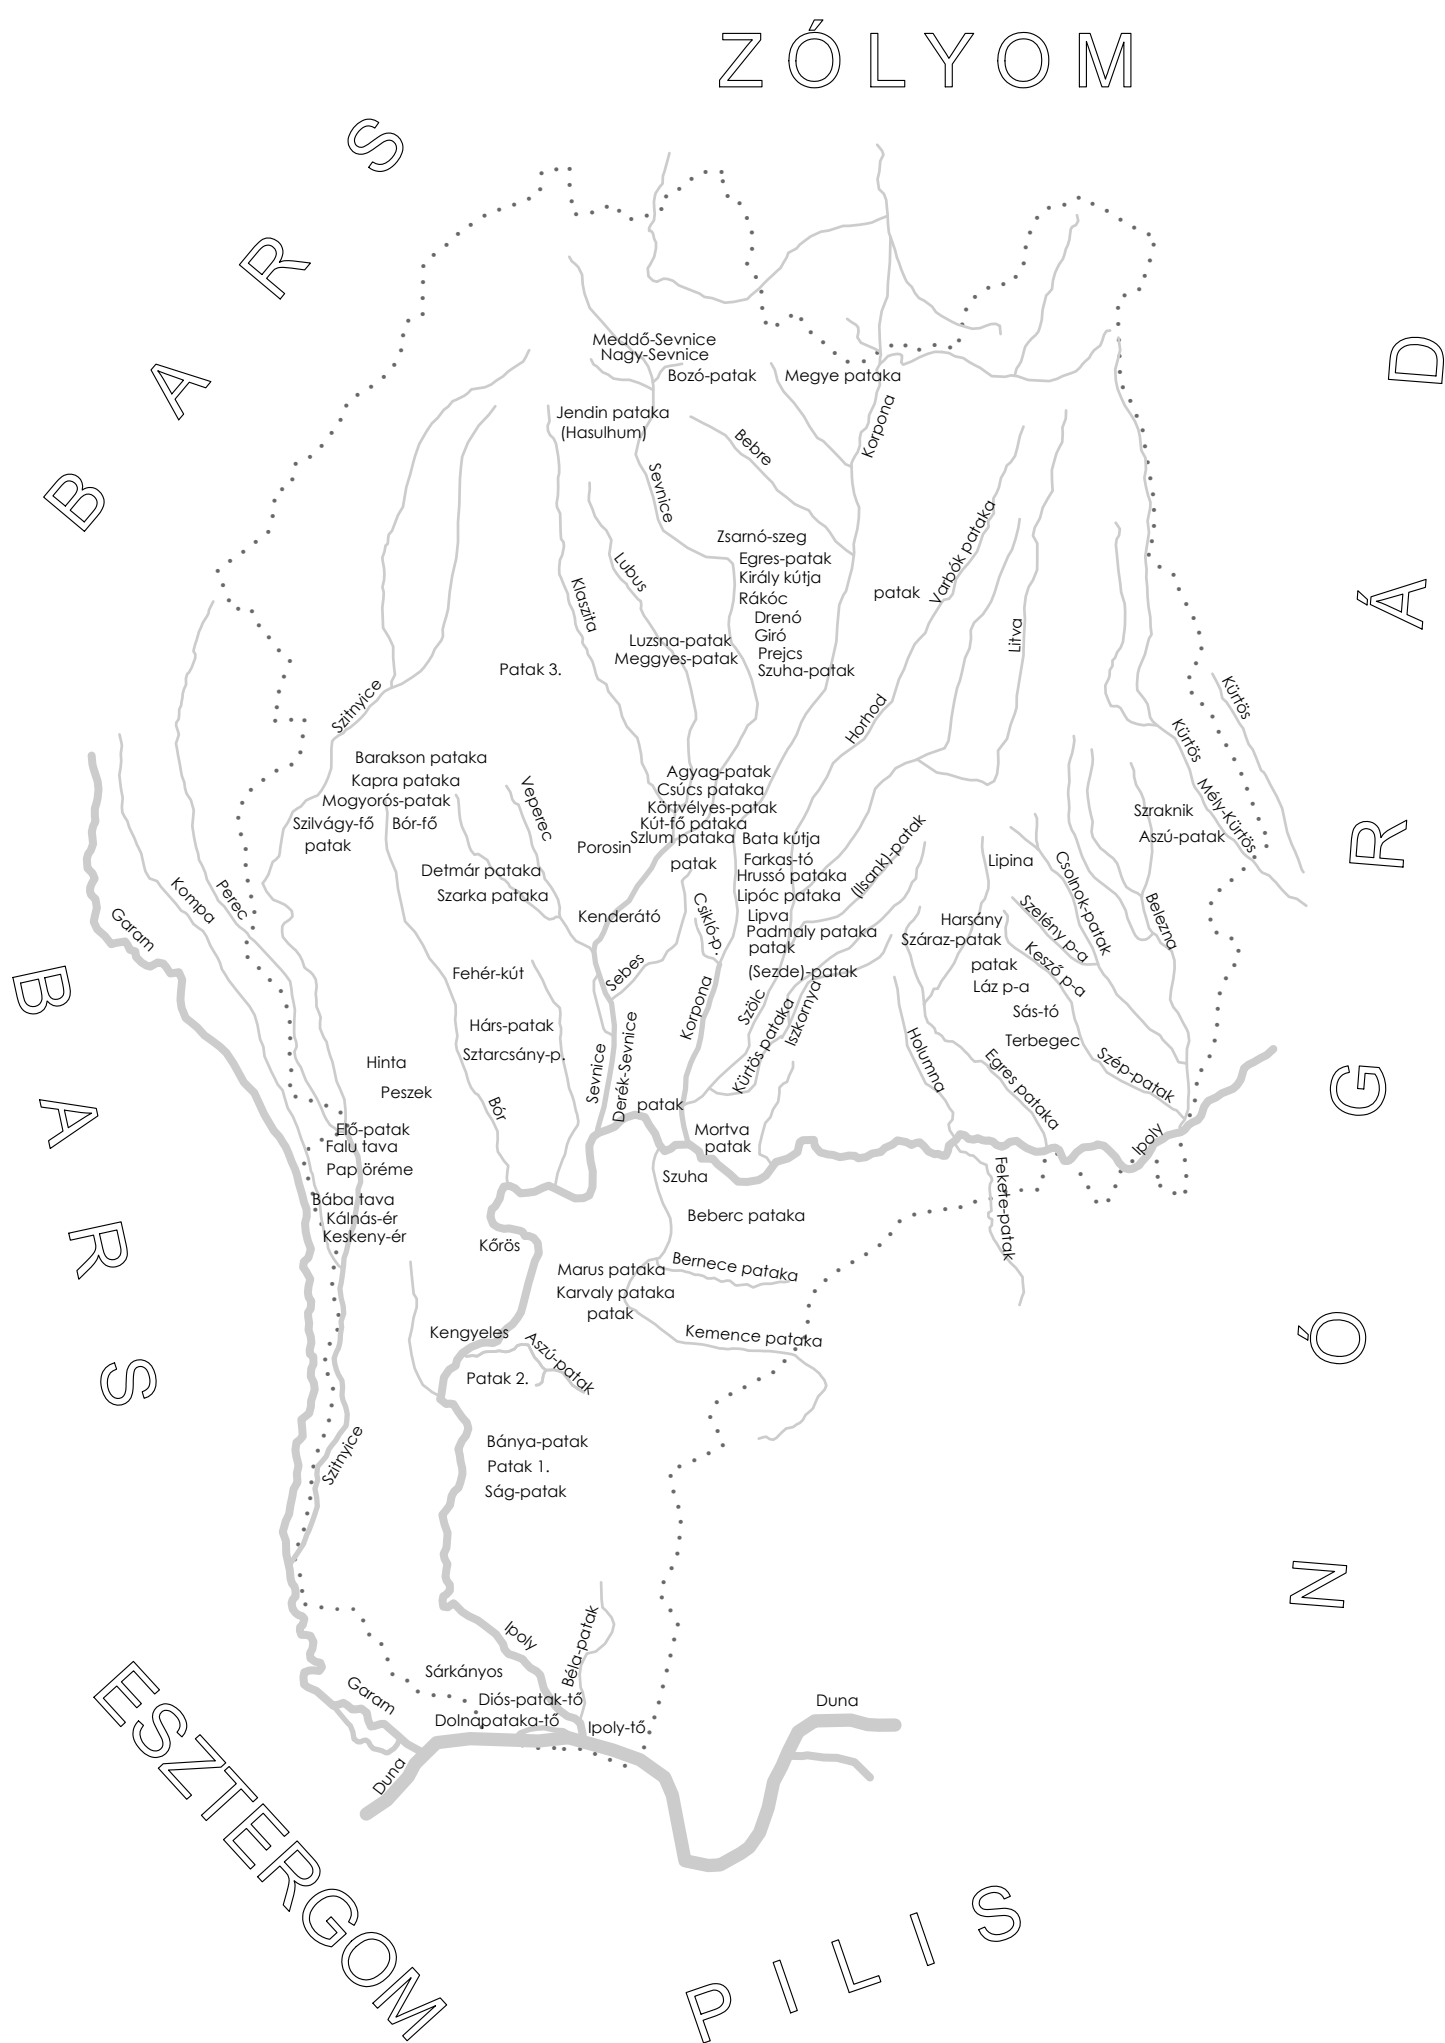 ZÓLYOM
BARS
Meddő-Sevnice
Nagy-Sevnice
Bozó-patak
Megye pataka
Jendin pataka
(Hasulhum)
Bebre
Korpona
Sevnice
NÓGRÁD
Zsarnó-szeg
Egres-patak
Király kútja
Rákóc
Drenó
Giró
Prejcs
Szuha-patak
patak
Varbók pataka
Lubus
Klaszita
Luzsna-patak
Meggyes-patak
Patak 3.
Litva
Szitnyice
Horhod
Kürtös
Kürtös
Mély-Kürtös
Barakson pataka
Kapra pataka
Mogyorós-patak
Szilvágy-fő
Bór-fő
patak
Veperec
Porosin
Agyag-patak
Csúcs pataka
Körtvélyes-patak
Kút-fő pataka
Szlum pataka
Bata kútja
patak
Farkas-tó
Hrussó pataka
Lipóc pataka
Lipva
Padmaly pataka
patak
(Sezde)-patak
(Ilsank)-patak
Szraknik
Aszú-patak
Lipina
Csolnok-patak
Belezna
Detmár pataka
Szarka pataka
Kenderátó
Csikló-p.
Kompa
Perec
Garam
Harsány
Száraz-patak
Szelény p-a
Kesző p-a
patak
Láz p-a
Sás-tó
Terbegec
BARS
Fehér-kút
Sebes
Korpona
Szölc
Kürtös pataka
Iszkornya
Hárs-patak
Sztarcsány-p.
Hinta
Peszek
Bór
Sevnice
Derék-Sevnice
patak
Holumna
Egres pataka
Szép-patak
Ipoly
Elő-patak
Falu tava
Pap öréme
Mortva
patak
Bába tava
Kálnás-ér
Keskeny-ér
Szuha
Fekete-patak
Beberc pataka
Kőrös
Marus pataka
Bernece pataka
Karvaly pataka
patak
Kengyeles
Aszú-patak
Kemence pataka
Patak 2.
Szitnyice
Bánya-patak
Patak 1.
Ság-patak
Ipoly
Béla-patak
Sárkányos
Garam
Diós-patak-tő
Dolnapataka-tő
Ipoly-tő
Duna
Duna
ESZTERGOM
PILIS